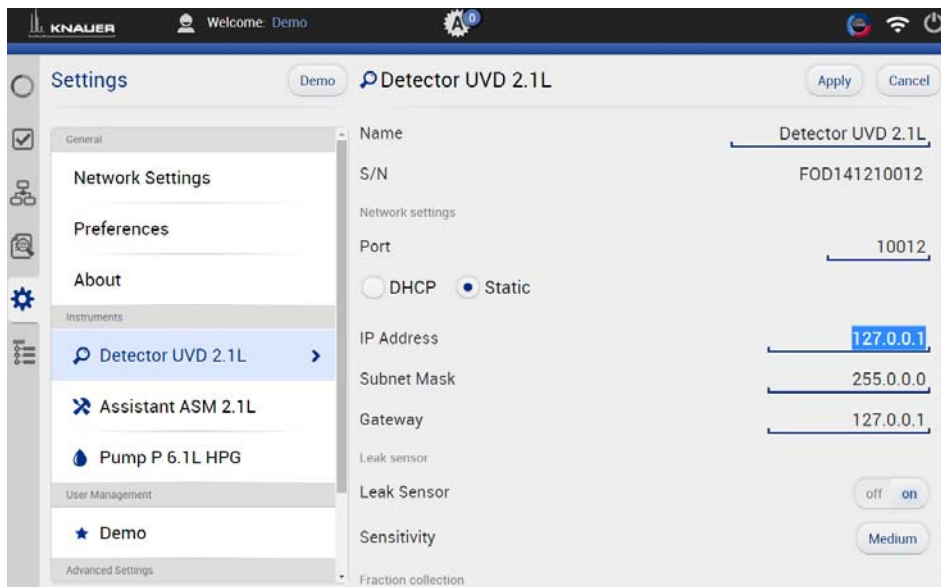 KNAUER Welcome: Demo 0
Settings Demo Detector UVD 2.1L Apply Cancel
General
Network Settings
Preferences
About
Instruments
Detector UVD 2.1L
Assistant ASM 2.1L
Pump P 6.1L HPG
User Management
Demo
Advanced Settings
Name Detector UVD 2.1L
S/N FOD141210012
Network settings
Port 10012
DHCP Static
IP Address 127.0.0.1
Subnet Mask 255.0.0.0
Gateway 127.0.0.1
Leak sensor
Leak Sensor off on
Sensitivity Medium
Fraction collection